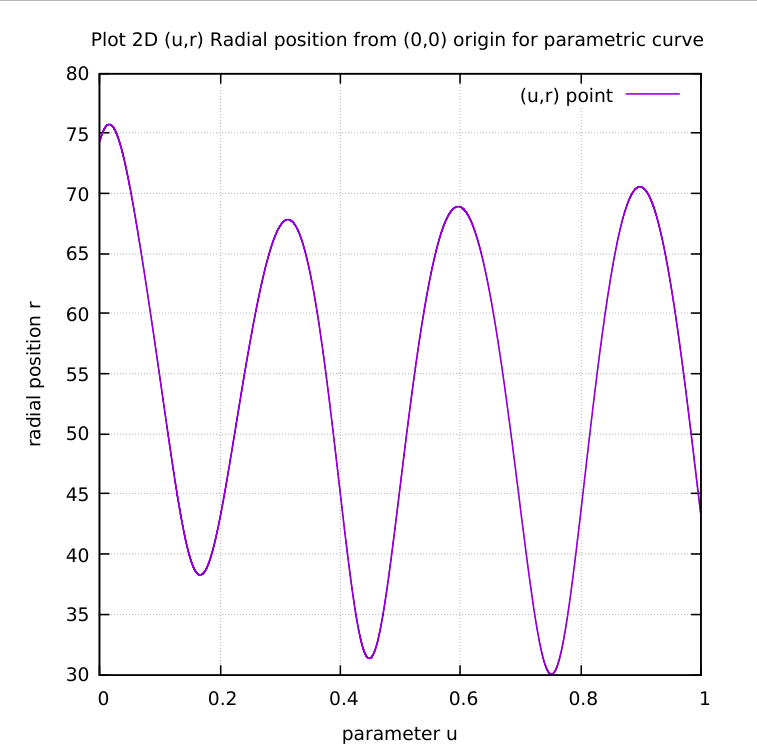 Plot 2D (u,r) Radial position from (0,0) origin for parametric curve
80
(u,r) point
75
70
65
60
55
50
45
40
35
30
radial position r
0 0.2 0.4 0.6 0.8 1
parameter u